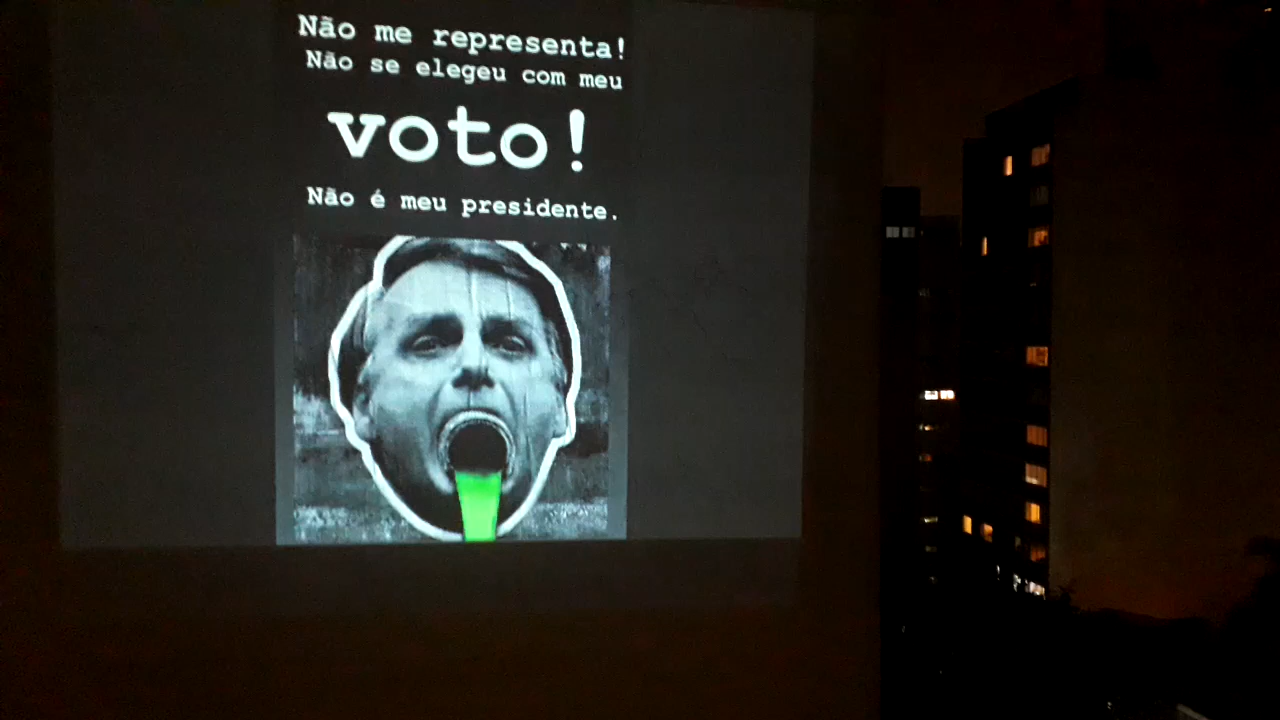 Não me representa!
Não se elegeu com meu
voto!
Não é meu presidente.